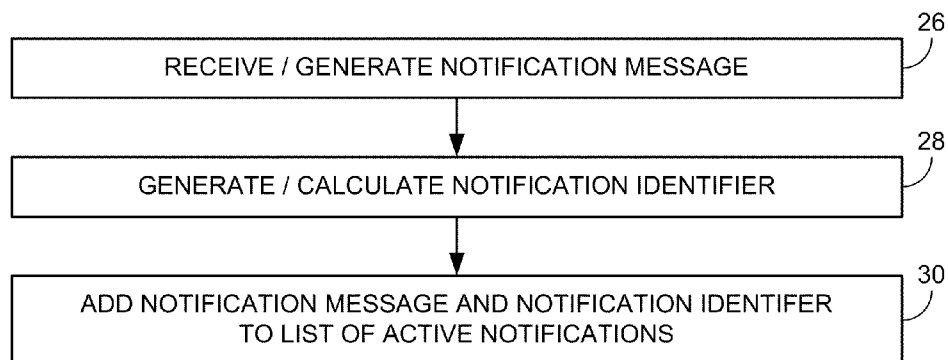 26
RECEIVE / GENERATE NOTIFICATION MESSAGE
28
GENERATE / CALCULATE NOTIFICATION IDENTIFIER
30
ADD NOTIFICATION MESSAGE AND NOTIFICATION IDENTIFER
TO LIST OF ACTIVE NOTIFICATIONS